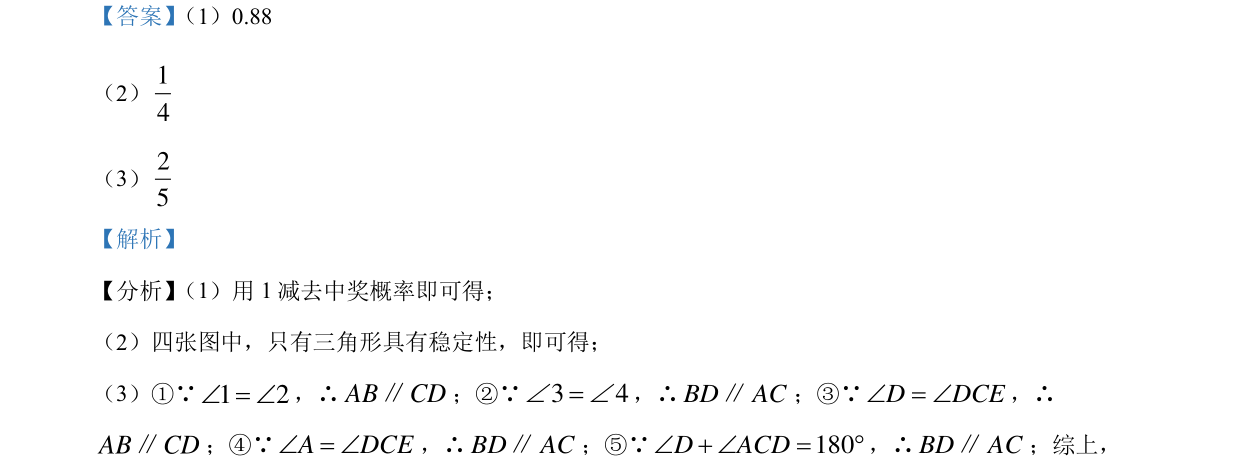 【答案】（1）0.88
（2）1/4
（3）2/5
【解析】
【分析】（1）用 1 减去中奖概率即可得；
（2）四张图中，只有三角形具有稳定性，即可得；
（3）①∵∠1=∠2，∴AB∥CD；②∵∠3=∠4，∴BD∥AC；③∵∠D=∠DCE，∴
AB∥CD；④∵∠A=∠DCE，∴BD∥AC；⑤∵∠D+∠ACD=180°，∴BD∥AC；综上，